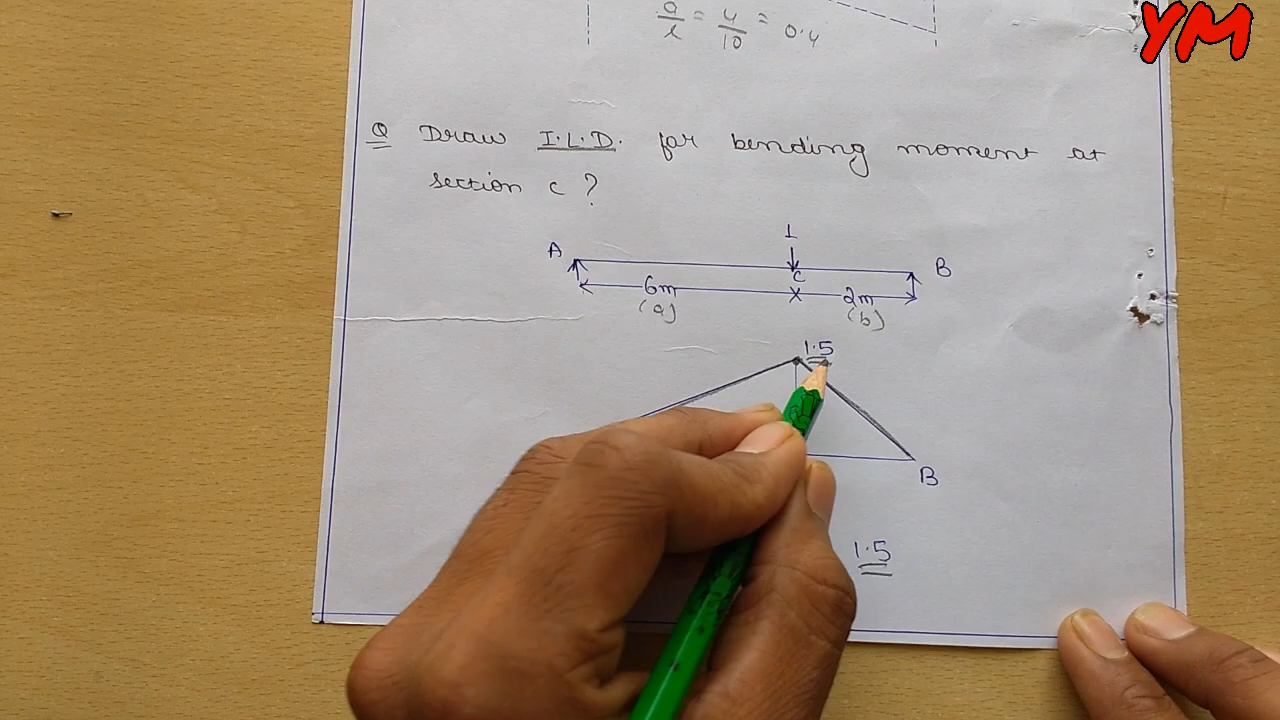 YM
a/l = 4/10 = 0.4
Q Draw I.L.D. for bending moment at
section c ?
1
A B
C
6m 2m
(a) (b)
1.5
B
1.5